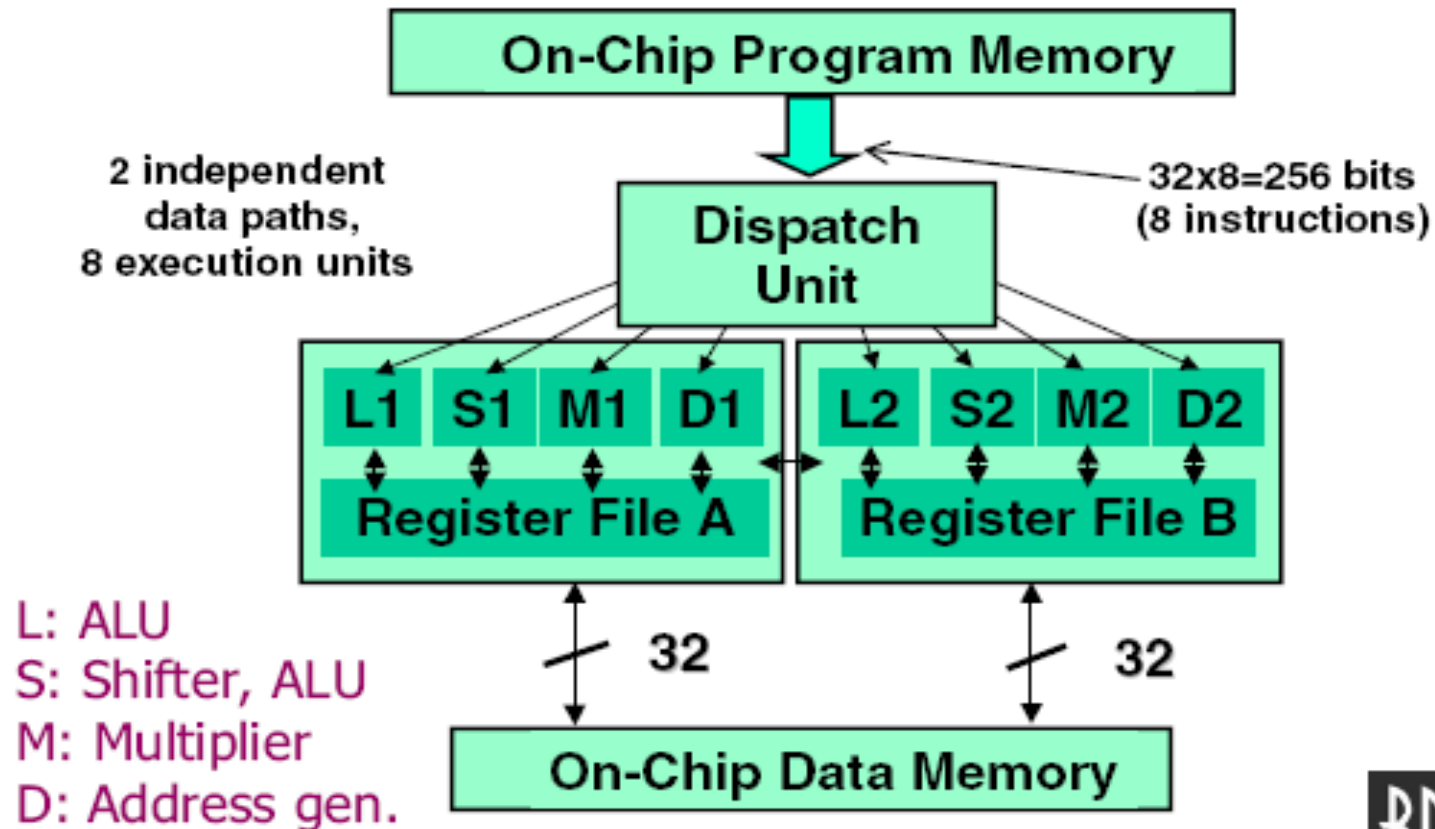 On-Chip Program Memory
2 independent
data paths,
8 execution units
32x8=256 bits
(8 instructions)
Dispatch
Unit
L1 S1 M1 D1 L2 S2 M2 D2
Register File A Register File B
L: ALU
S: Shifter, ALU
M: Multiplier
D: Address gen.
32 32
On-Chip Data Memory